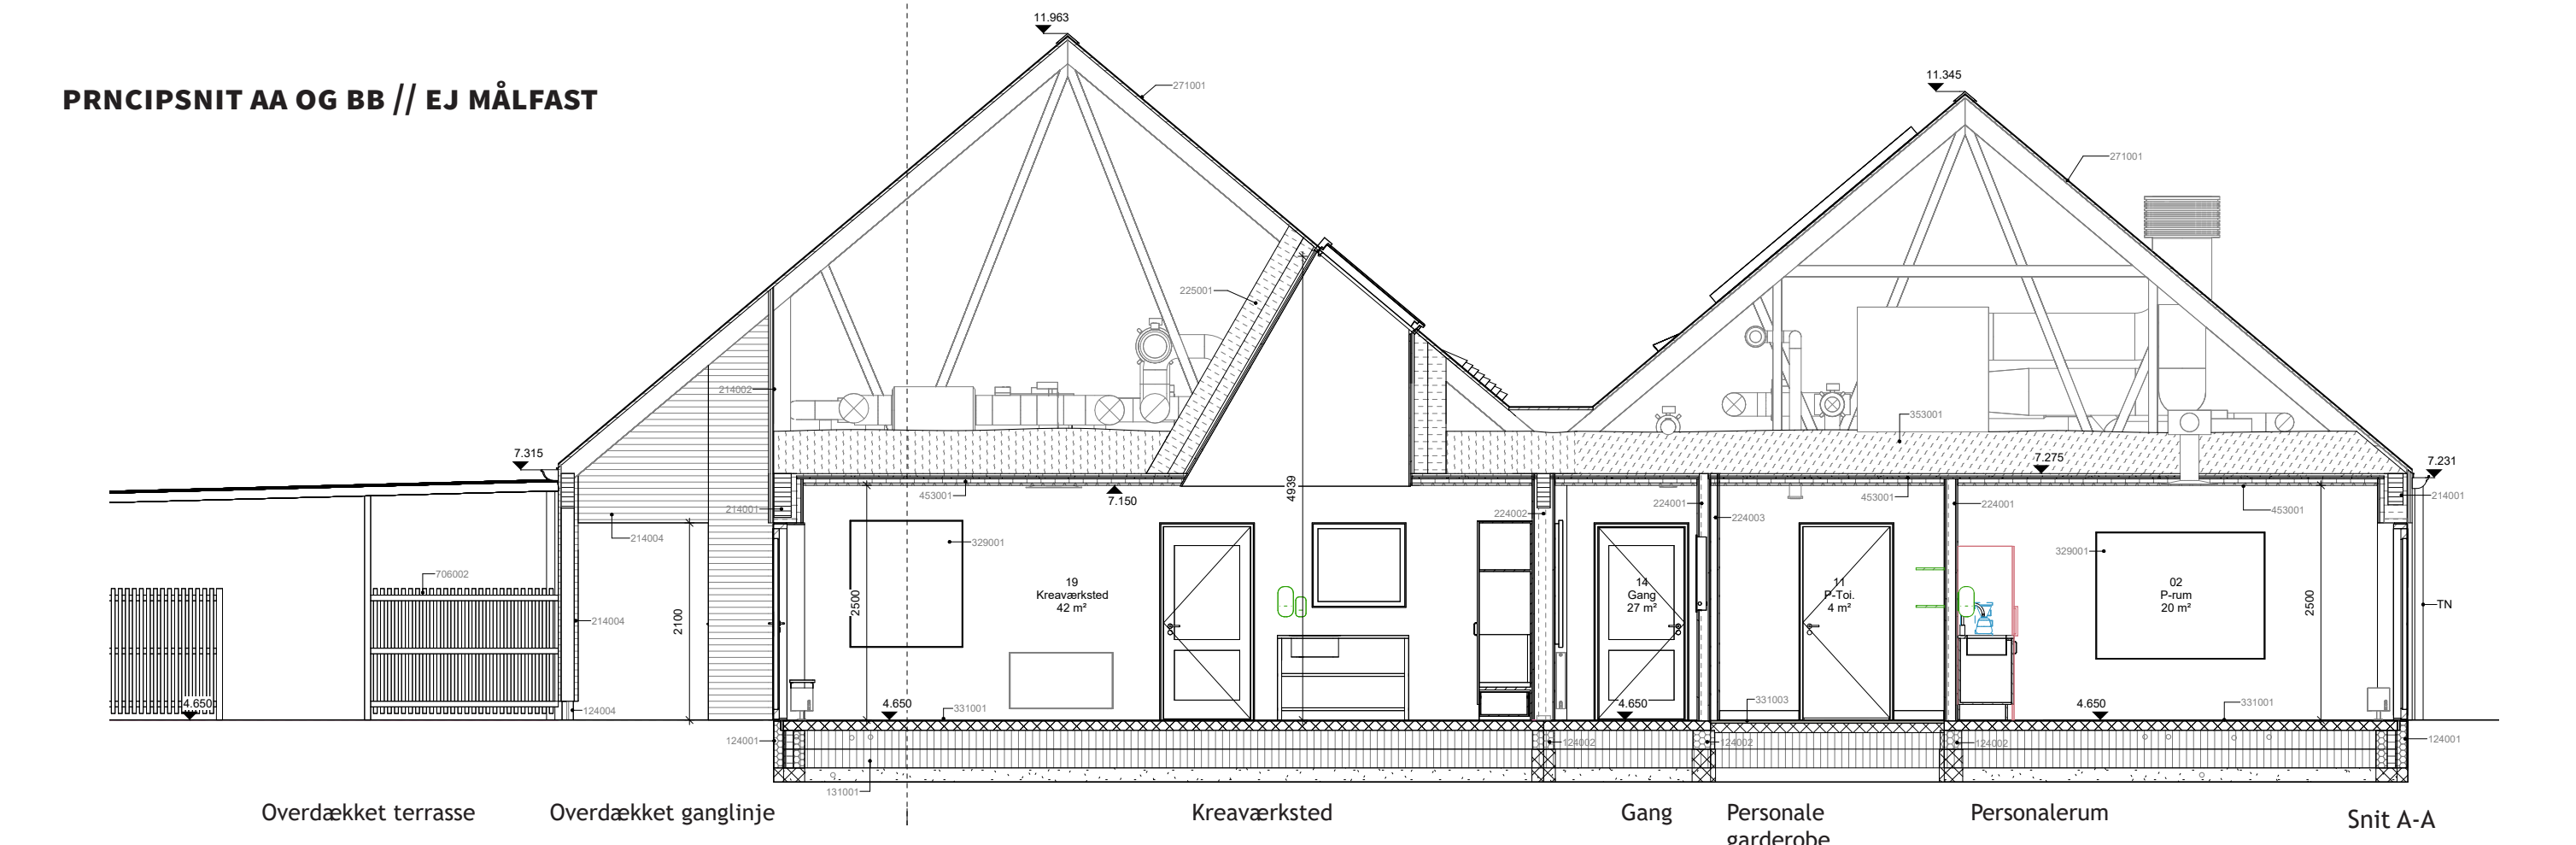 11.963
11.345
PRNCIPSNIT AA OG BB // EJ MÅLFAST
271001
271001
225001
214002
353001
7.315
7.275
7.231
453001
7.150
4939
453001
224001
224001
214001
214001
224002
224003
453001
214004
329001
329001
706002
2500
19
Kreaværksted
42 m²
14
Gang
27 m²
11
P-Toi.
4 m²
02
P-rum
20 m²
2500
TN
2100
214004
4.650
124004
4.650
331001
4.650
331003
4.650
331001
124001
124002
124002
124002
124001
131001
Overdækket terrasse
Overdækket ganglinje
Kreaværksted
Gang
Personale
garderobe
Personalerum
Snit A-A